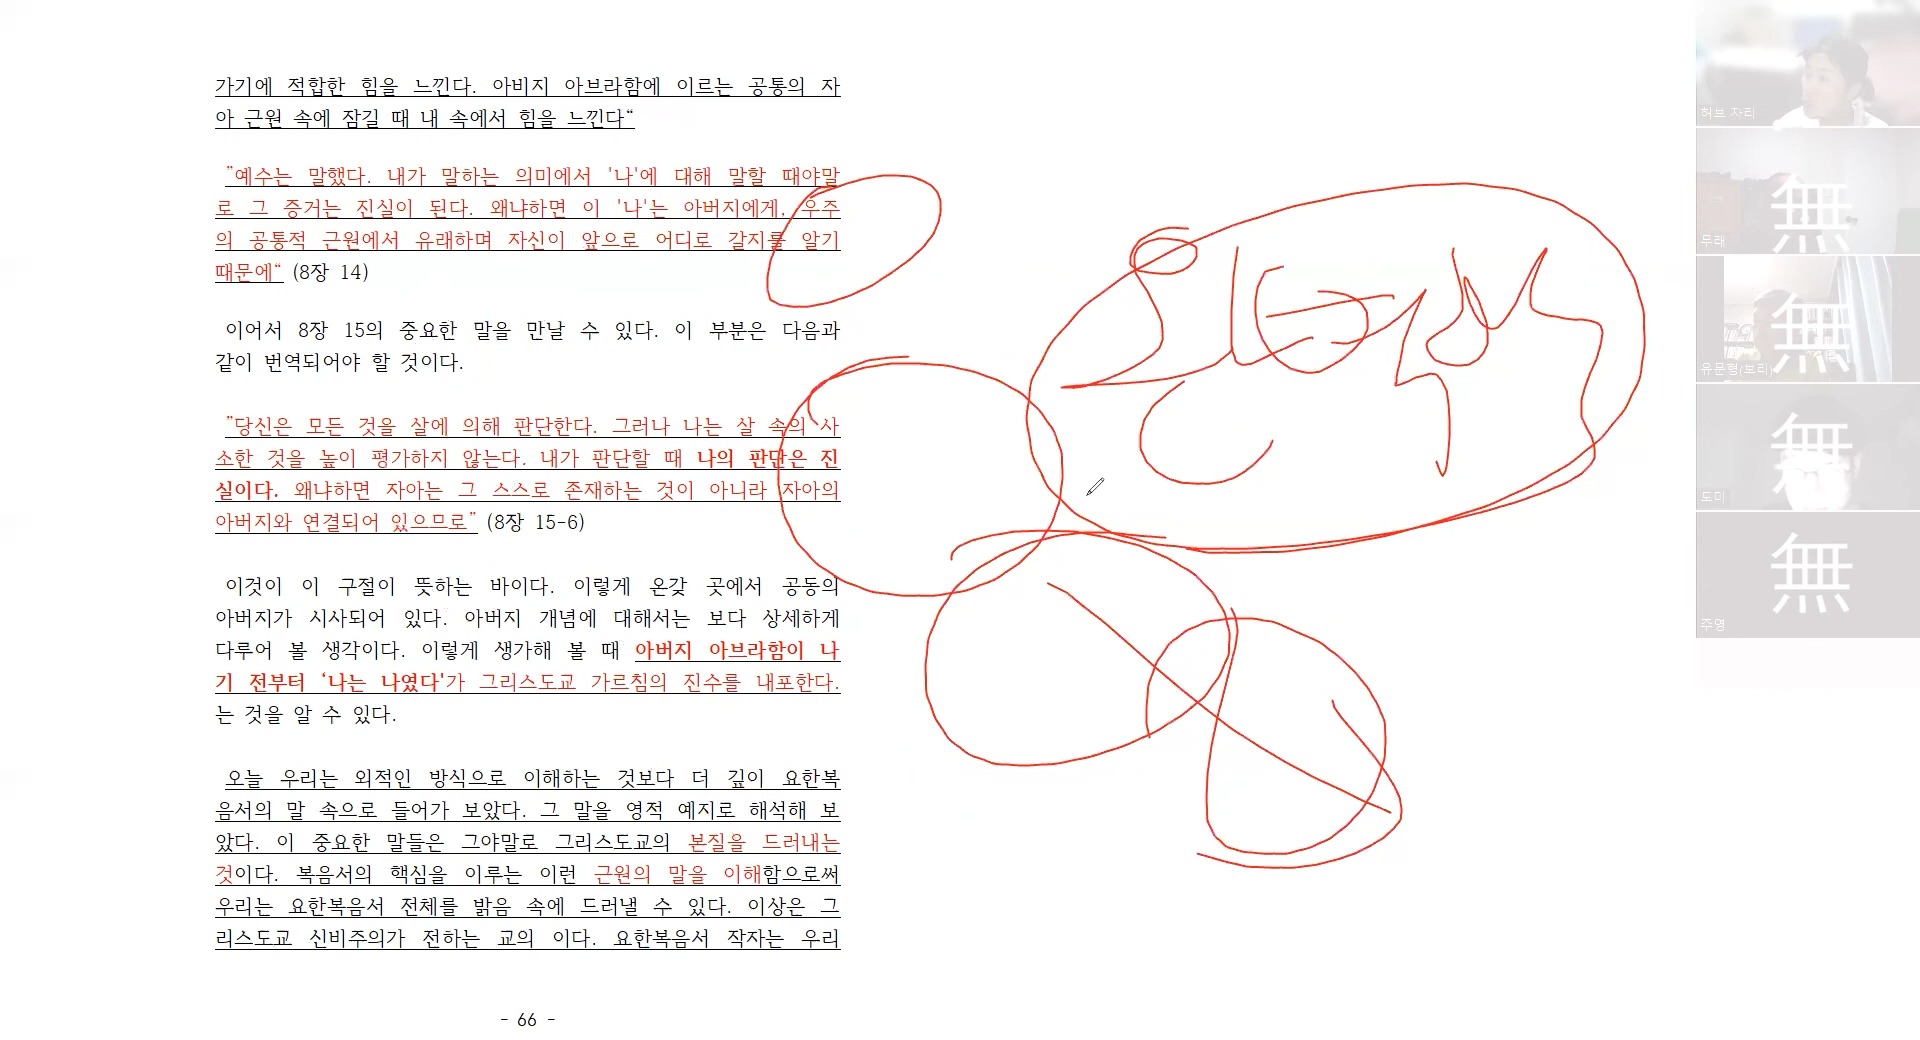 가기에 적합한 힘을 느낀다. 아비지 아브라함에 이르는 공통의 자
아 근원 속에 잠길 때 내 속에서 힘을 느낀다“
”예수는 말했다. 내가 말하는 의미에서 '나'에 대해 말할 때야말
로 그 증거는 진실이 된다. 왜냐하면 이 '나'는 아버지에게, 우주
의 공통적 근원에서 유래하며 자신이 앞으로 어디로 갈지를 알기
때문에“ (8장 14)
이어서 8장 15의 중요한 말을 만날 수 있다. 이 부분은 다음과
같이 번역되어야 할 것이다.
”당신은 모든 것을 살에 의해 판단한다. 그러나 나는 살 속의 사
소한 것을 높이 평가하지 않는다. 내가 판단할 때 나의 판단은 진
실이다. 왜냐하면 자아는 그 스스로 존재하는 것이 아니라 자아의
아버지와 연결되어 있으므로” (8장 15-6)
이것이 이 구절이 뜻하는 바이다. 이렇게 온갖 곳에서 공동의
아버지가 시사되어 있다. 아버지 개념에 대해서는 보다 상세하게
다루어 볼 생각이다. 이렇게 생가해 볼 때 아버지 아브라함이 나
기 전부터 ‘나는 나였다'가 그리스도교 가르침의 진수를 내포한다.
는 것을 알 수 있다.
오늘 우리는 외적인 방식으로 이해하는 것보다 더 깊이 요한복
음서의 말 속으로 들어가 보았다. 그 말을 영적 예지로 해석해 보
았다. 이 중요한 말들은 그야말로 그리스도교의 본질을 드러내는
것이다. 복음서의 핵심을 이루는 이런 근원의 말을 이해함으로써
우리는 요한복음서 전체를 밝음 속에 드러낼 수 있다. 이상은 그
리스도교 신비주의가 전하는 교의 이다. 요한복음서 작자는 우리
- 66 -
허브 자리
無
무래
無
유문형(보리)
無
도미
無
주영